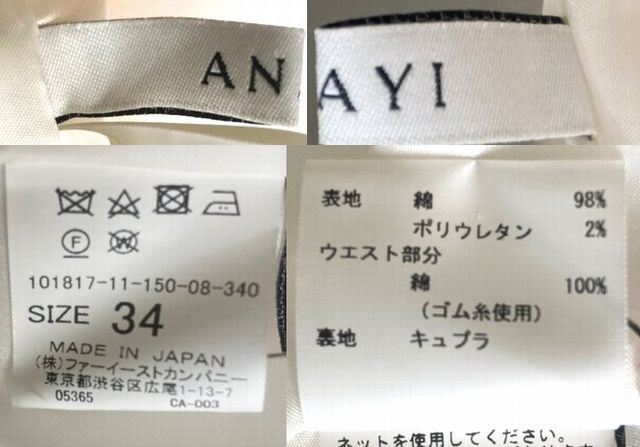 ANA
AYI
F
W
101817-11-150-08-340
SIZE 34
MADE IN JAPAN
(株)ファーイーストカンパニー
東京都渋谷区広尾1-13-7
05365 CA-003
表地 綿 98%
ポリウレタン 2%
ウエスト部分
綿 100%
(ゴム糸使用)
裏地 キュプラ
ネットを使用してください。